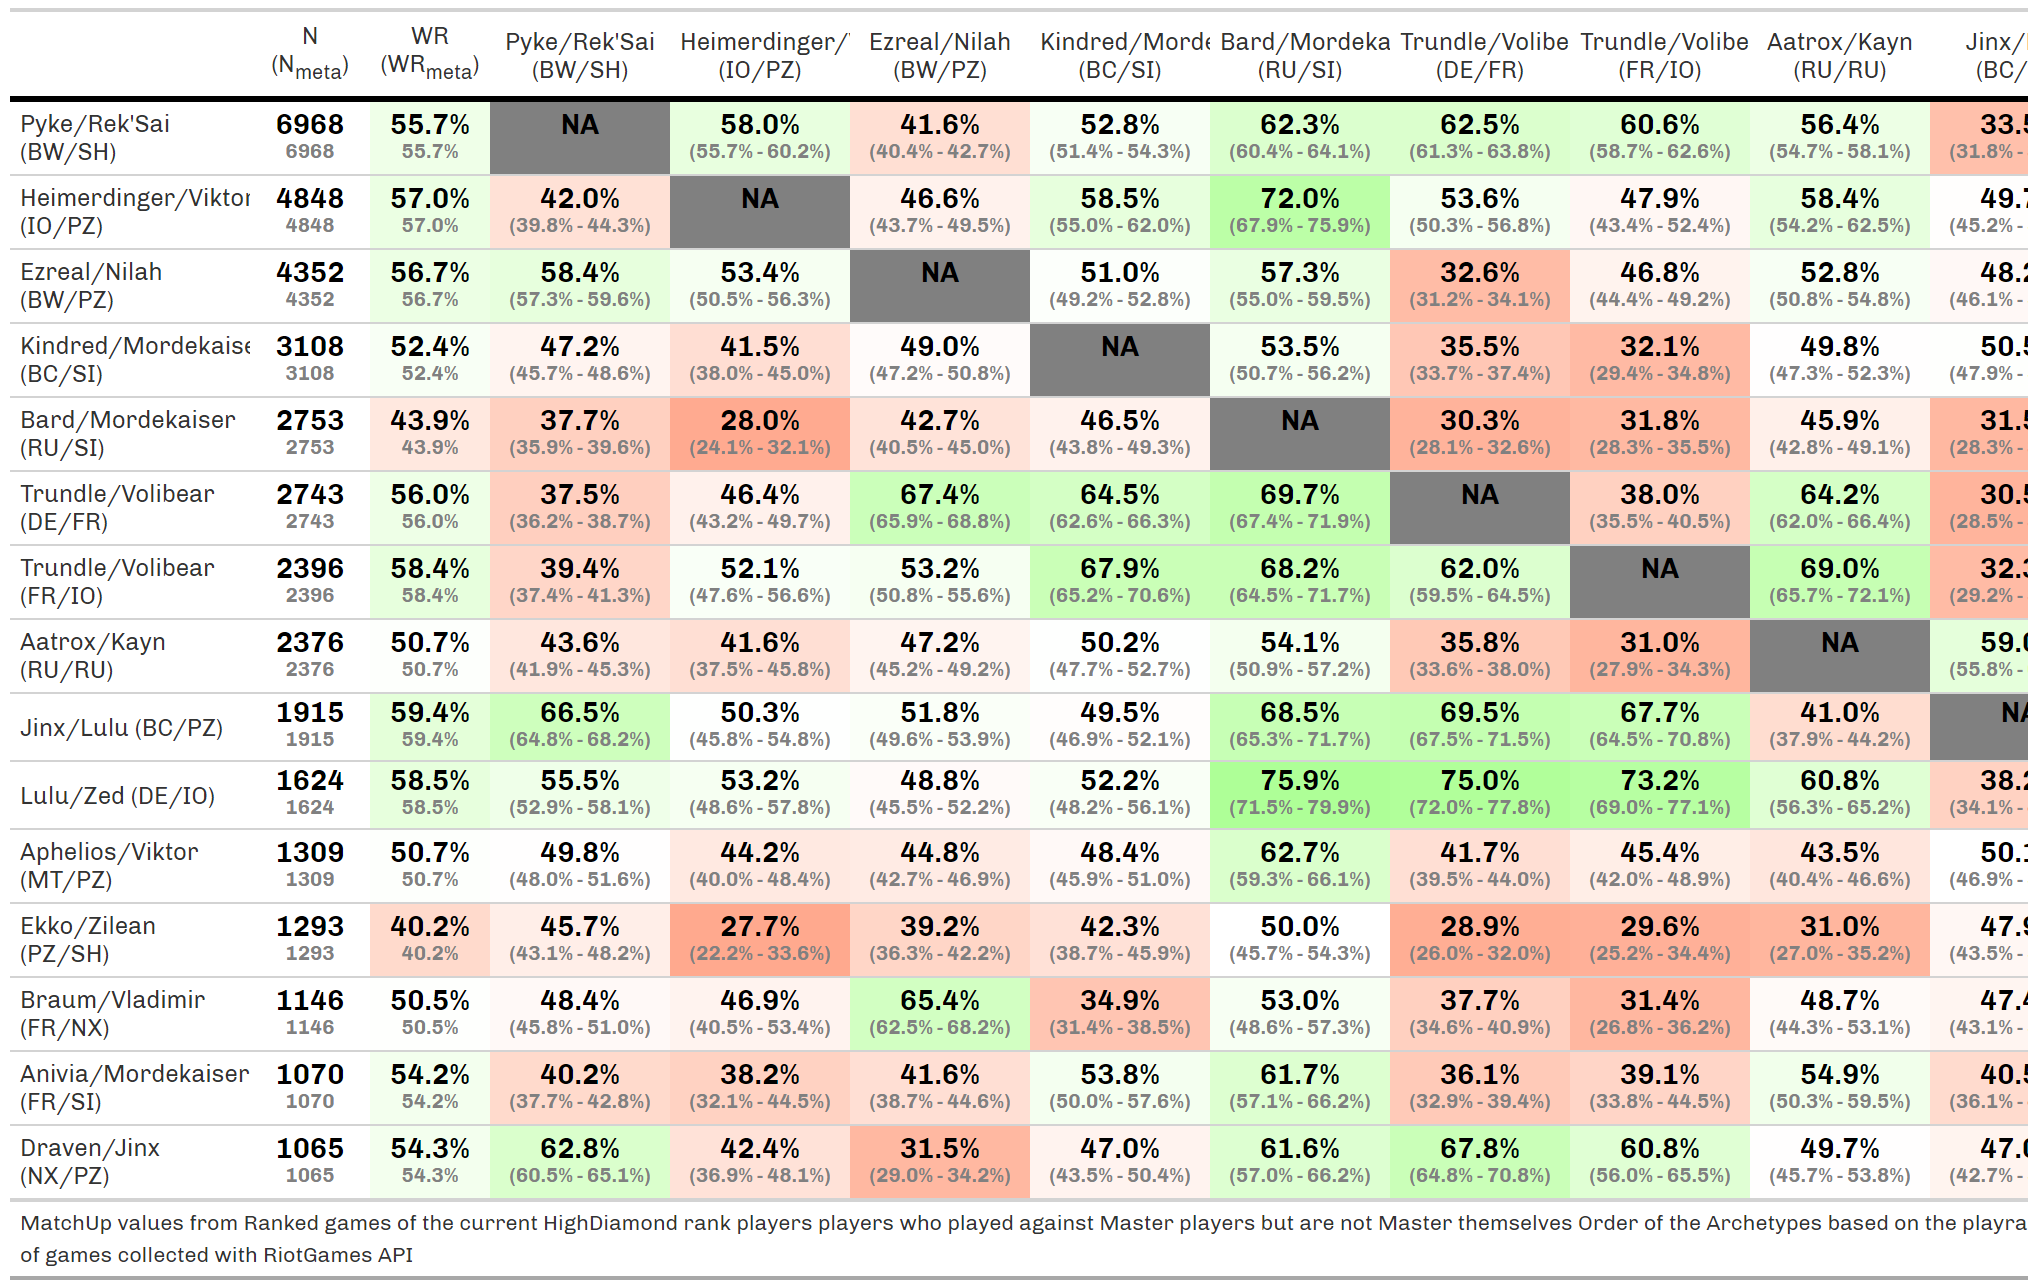 N WR Pyke/Rek'Sai Heimerdinger/ Ezreal/Nilah Kindred/Morde Bard/Mordeka Trundle/Volibe Trundle/Volibe Aatrox/Kayn Jinx/
(Nmeta) (WRmeta) (BW/SH) (IO/PZ) (BW/PZ) (BC/SI) (RU/SI) (DE/FR) (FR/IO) (RU/RU) (BC/
Pyke/Rek'Sai 6968 55.7% NA 58.0% 41.6% 52.8% 62.3% 62.5% 60.6% 56.4% 33.5
(BW/SH) 6968 55.7% (55.7% - 60.2%) (40.4% - 42.7%) (51.4% - 54.3%) (60.4% - 64.1%) (61.3% - 63.8%) (58.7% - 62.6%) (54.7% - 58.1%) (31.8% -
Heimerdinger/Viktor 4848 57.0% 42.0% NA 46.6% 58.5% 72.0% 53.6% 47.9% 58.4% 49.7
(IO/PZ) 4848 57.0% (39.8% - 44.3%) (43.7% - 49.5%) (55.0% - 62.0%) (67.9% - 75.9%) (50.3% - 56.8%) (43.4% - 52.4%) (54.2% - 62.5%) (45.2% -
Ezreal/Nilah 4352 56.7% 58.4% 53.4% NA 51.0% 57.3% 32.6% 46.8% 52.8% 48.2
(BW/PZ) 4352 56.7% (57.3% - 59.6%) (50.5% - 56.3%) (49.2% - 52.8%) (55.0% - 59.5%) (31.2% - 34.1%) (44.4% - 49.2%) (50.8% - 54.8%) (46.1% -
Kindred/Mordekaise 3108 52.4% 47.2% 41.5% 49.0% NA 53.5% 35.5% 32.1% 49.8% 50.5
(BC/SI) 3108 52.4% (45.7% - 48.6%) (38.0% - 45.0%) (47.2% - 50.8%) (50.7% - 56.2%) (33.7% - 37.4%) (29.4% - 34.8%) (47.3% - 52.3%) (47.9% -
Bard/Mordekaiser 2753 43.9% 37.7% 28.0% 42.7% 46.5% NA 30.3% 31.8% 45.9% 31.5
(RU/SI) 2753 43.9% (35.9% - 39.6%) (24.1% - 32.1%) (40.5% - 45.0%) (43.8% - 49.3%) (28.1% - 32.6%) (28.3% - 35.5%) (42.8% - 49.1%) (28.3% -
Trundle/Volibear 2743 56.0% 37.5% 46.4% 67.4% 64.5% 69.7% NA 38.0% 64.2% 30.5
(DE/FR) 2743 56.0% (36.2% - 38.7%) (43.2% - 49.7%) (65.9% - 68.8%) (62.6% - 66.3%) (67.4% - 71.9%) (35.5% - 40.5%) (62.0% - 66.4%) (28.5% -
Trundle/Volibear 2396 58.4% 39.4% 52.1% 53.2% 67.9% 68.2% 62.0% NA 69.0% 32.3
(FR/IO) 2396 58.4% (37.4% - 41.3%) (47.6% - 56.6%) (50.8% - 55.6%) (65.2% - 70.6%) (64.5% - 71.7%) (59.5% - 64.5%) (65.7% - 72.1%) (29.2% -
Aatrox/Kayn 2376 50.7% 43.6% 41.6% 47.2% 50.2% 54.1% 35.8% 31.0% NA 59.0
(RU/RU) 2376 50.7% (41.9% - 45.3%) (37.5% - 45.8%) (45.2% - 49.2%) (47.7% - 52.7%) (50.9% - 57.2%) (33.6% - 38.0%) (27.9% - 34.3%) (55.8% -
Jinx/Lulu (BC/PZ) 1915 59.4% 66.5% 50.3% 51.8% 49.5% 68.5% 69.5% 67.7% 41.0% NA
1915 59.4% (64.8% - 68.2%) (45.8% - 54.8%) (49.6% - 53.9%) (46.9% - 52.1%) (65.3% - 71.7%) (67.5% - 71.5%) (64.5% - 70.8%) (37.9% - 44.2%)
Lulu/Zed (DE/IO) 1624 58.5% 55.5% 53.2% 48.8% 52.2% 75.9% 75.0% 73.2% 60.8% 38.2
1624 58.5% (52.9% - 58.1%) (48.6% - 57.8%) (45.5% - 52.2%) (48.2% - 56.1%) (71.5% - 79.9%) (72.0% - 77.8%) (69.0% - 77.1%) (56.3% - 65.2%) (34.1% -
Aphelios/Viktor 1309 50.7% 49.8% 44.2% 44.8% 48.4% 62.7% 41.7% 45.4% 43.5% 50.1
(MT/PZ) 1309 50.7% (48.0% - 51.6%) (40.0% - 48.4%) (42.7% - 46.9%) (45.9% - 51.0%) (59.3% - 66.1%) (39.5% - 44.0%) (42.0% - 48.9%) (40.4% - 46.6%) (46.9% -
Ekko/Zilean 1293 40.2% 45.7% 27.7% 39.2% 42.3% 50.0% 28.9% 29.6% 31.0% 47.9
(PZ/SH) 1293 40.2% (43.1% - 48.2%) (22.2% - 33.6%) (36.3% - 42.2%) (38.7% - 45.9%) (45.7% - 54.3%) (26.0% - 32.0%) (25.2% - 34.4%) (27.0% - 35.2%) (43.5% -
Braum/Vladimir 1146 50.5% 48.4% 46.9% 65.4% 34.9% 53.0% 37.7% 31.4% 48.7% 47.4
(FR/NX) 1146 50.5% (45.8% - 51.0%) (40.5% - 53.4%) (62.5% - 68.2%) (31.4% - 38.5%) (48.6% - 57.3%) (34.6% - 40.9%) (26.8% - 36.2%) (44.3% - 53.1%) (43.1% -
Anivia/Mordekaiser 1070 54.2% 40.2% 38.2% 41.6% 53.8% 61.7% 36.1% 39.1% 54.9% 40.5
(FR/SI) 1070 54.2% (37.7% - 42.8%) (32.1% - 44.5%) (38.7% - 44.6%) (50.0% - 57.6%) (57.1% - 66.2%) (32.9% - 39.4%) (33.8% - 44.5%) (50.3% - 59.5%) (36.1% -
Draven/Jinx 1065 54.3% 62.8% 42.4% 31.5% 47.0% 61.6% 67.8% 60.8% 49.7% 47.0
(NX/PZ) 1065 54.3% (60.5% - 65.1%) (36.9% - 48.1%) (29.0% - 34.2%) (43.5% - 50.4%) (57.0% - 66.2%) (64.8% - 70.8%) (56.0% - 65.5%) (45.7% - 53.8%) (42.7% -
MatchUp values from Ranked games of the current HighDiamond rank players players who played against Master players but are not Master themselves Order of the Archetypes based on the playra
of games collected with RiotGames API